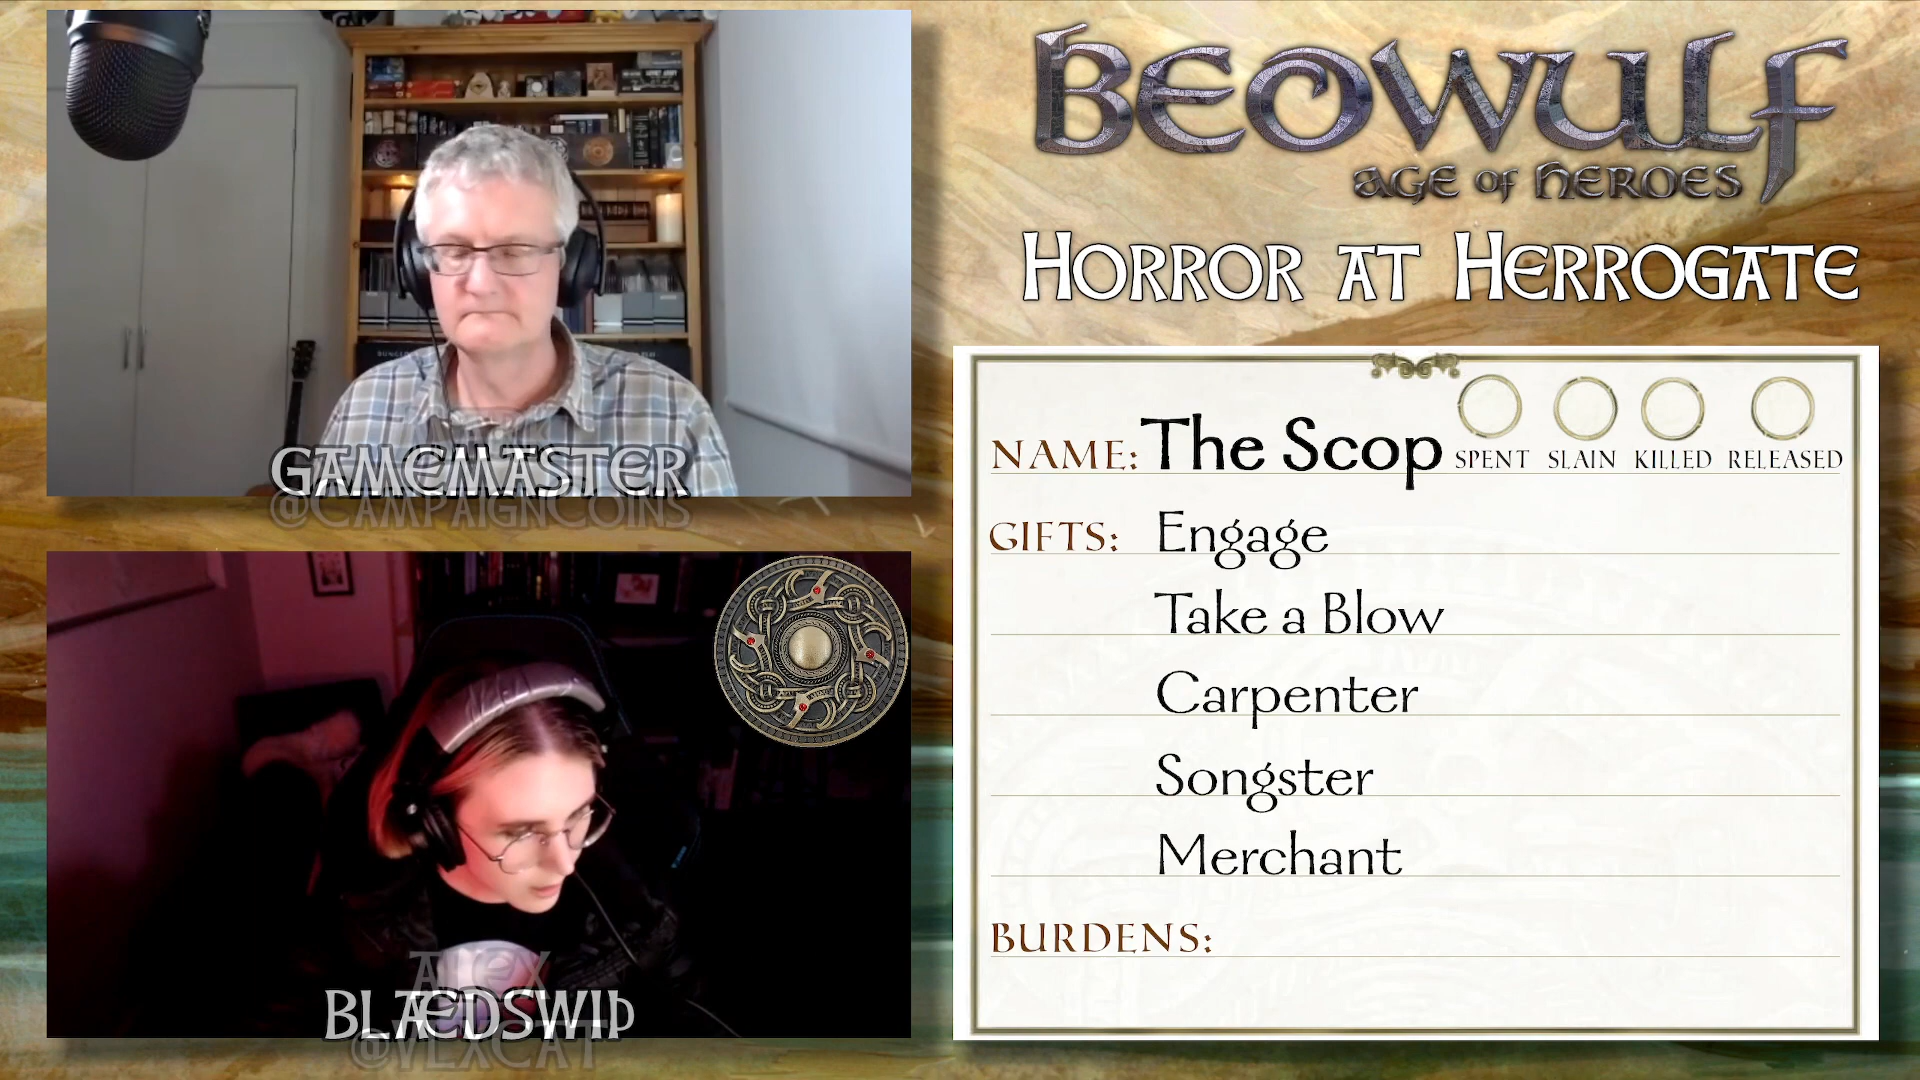 BEOWULF
AGE OF HEROES
HORROR AT HERROGATE
GAMEMASTER
@CAMPAIGNCOINS
ALEX
BLÆDSWIÞ
@VEXCAT
NAME: The Scop
SPENT SLAIN KILLED RELEASED
GIFTS: Engage
Take a Blow
Carpenter
Songster
Merchant
BURDENS: